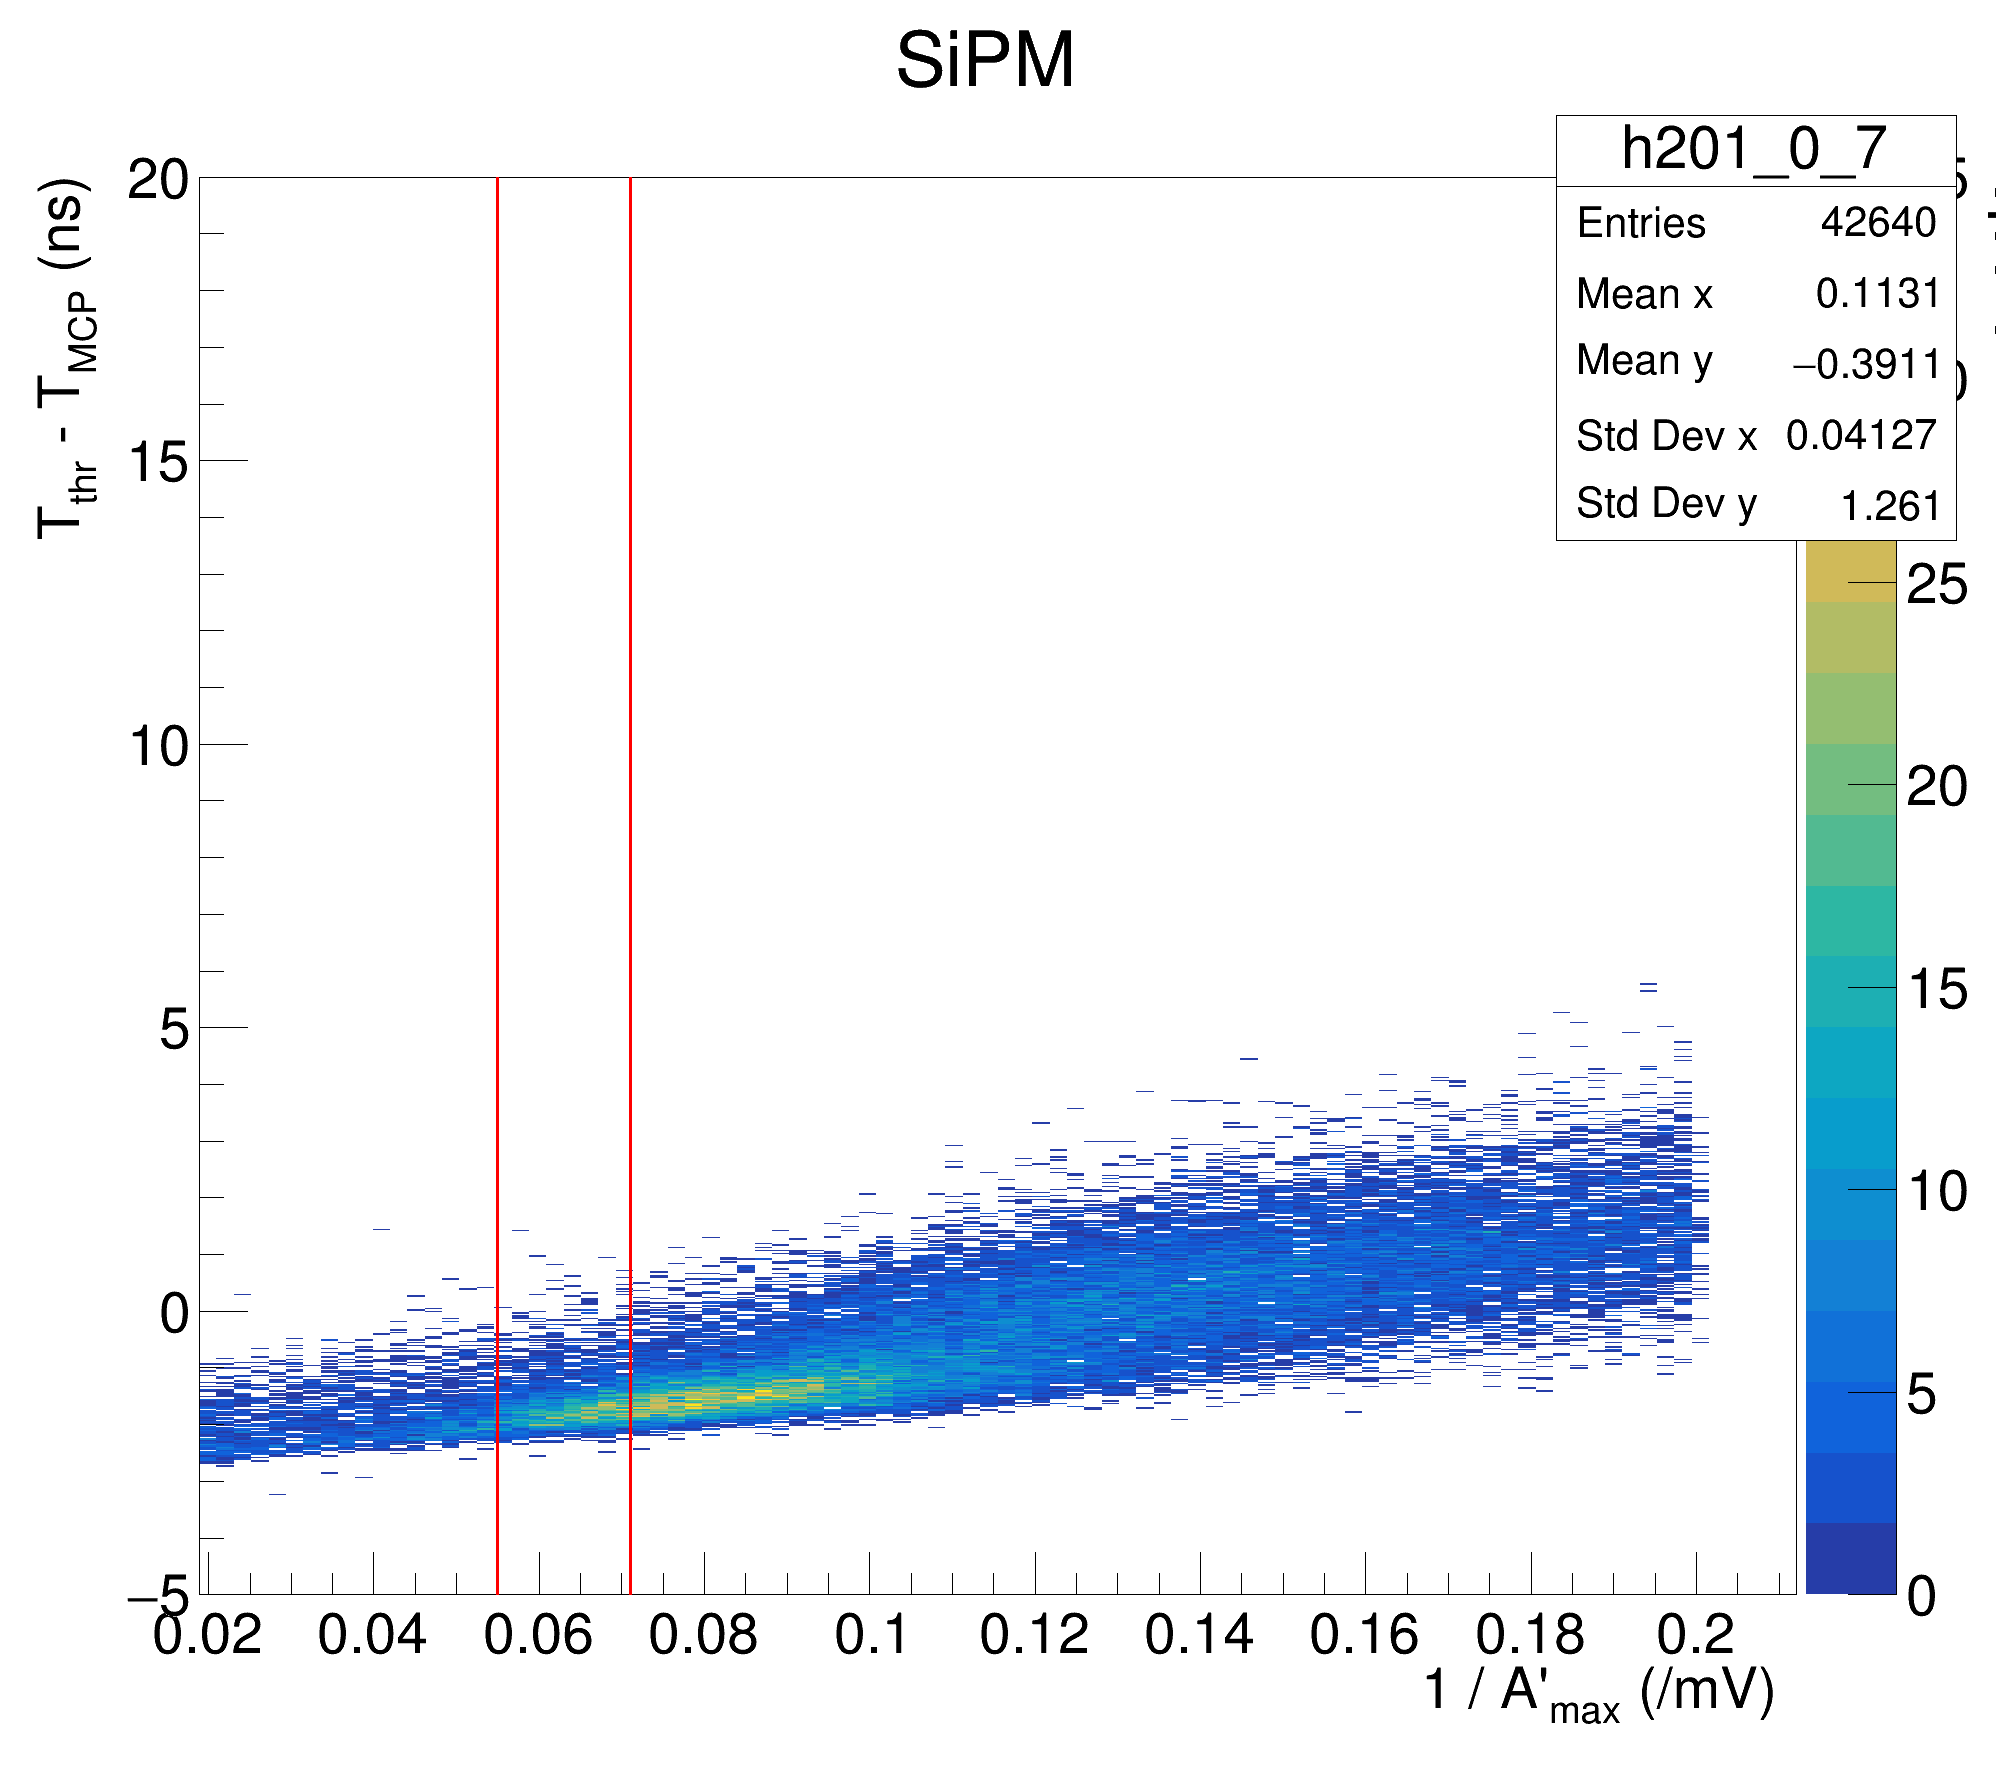 SiPM
h201_0_7
Entries 42640
Mean x 0.1131
Mean y −0.3911
Std Dev x 0.04127
Std Dev y 1.261
T_thr - T_MCP (ns)
20
15
10
5
0
−5
0.02 0.04 0.06 0.08 0.1 0.12 0.14 0.16 0.18 0.2
1 / A'_max (/mV)
25
20
15
10
5
0